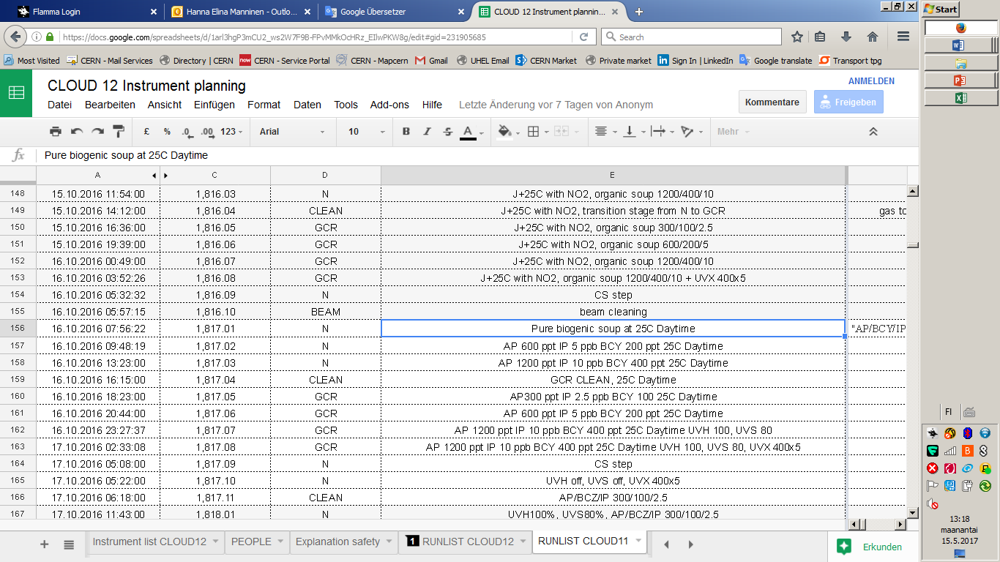 Flamma Login
Hanna Elina Manninen - Outlo...
Google Übersetzer
CLOUD 12 Instrument plannin...
Start
https://docs.google.com/spreadsheets/d/1arl3hgP3mCU2_ws2W7F9B-FPvMMkOcHRz_EIlwPKW8g/edit#gid=231905685
Search
Most Visited CERN - Mail Services Directory | CERN CERN - Service Portal CERN - Mapcern Gmail UHEL Email CERN Market Private market Sign In | LinkedIn Google translate Transport tpg
CLOUD 12 Instrument planning
ANMELDEN
Datei Bearbeiten Ansicht Einfügen Format Daten Tools Add-ons Hilfe Letzte Änderung vor 7 Tagen von Anonym
Kommentare Freigeben
£ % .0 .00 123 Arial 10 B I S A Mehr
fx Pure biogenic soup at 25C Daytime
A C D E
148 15.10.2016 11:54:00 1,816.03 N J+25C with NO2, organic soup 1200/400/10
149 15.10.2016 14:12:00 1,816.04 CLEAN J+25C with NO2, transition stage from N to GCR gas to
150 15.10.2016 16:36:00 1,816.05 GCR J+25C with NO2, organic soup 300/100/2.5
151 15.10.2016 19:39:00 1,816.06 GCR J+25C with NO2, organic soup 600/200/5
152 16.10.2016 00:49:00 1,816.07 GCR J+25C with NO2, organic soup 1200/400/10
153 16.10.2016 03:52:26 1,816.08 GCR J+25C with NO2, organic soup 1200/400/10 + UVX 400x5
154 16.10.2016 05:32:32 1,816.09 N CS step
155 16.10.2016 05:57:15 1,816.10 BEAM beam cleaning
156 16.10.2016 07:56:22 1,817.01 N Pure biogenic soup at 25C Daytime "AP/BCY/IP
157 16.10.2016 09:48:19 1,817.02 N AP 600 ppt IP 5 ppb BCY 200 ppt 25C Daytime
158 16.10.2016 13:23:00 1,817.03 N AP 1200 ppt IP 10 ppb BCY 400 ppt 25C Daytime
159 16.10.2016 16:15:00 1,817.04 CLEAN GCR CLEAN, 25C Daytime
160 16.10.2016 18:23:00 1,817.05 GCR AP300 ppt IP 2.5 ppb BCY 100 25C Daytime
161 16.10.2016 20:44:00 1,817.06 GCR AP 600 ppt IP 5 ppb BCY 200 ppt 25C Daytime
162 16.10.2016 23:27:37 1,817.07 GCR AP 1200 ppt IP 10 ppb BCY 400 ppt 25C Daytime UVH 100, UVS 80
163 17.10.2016 02:33:08 1,817.08 GCR AP 1200 ppt IP 10 ppb BCY 400 ppt 25C Daytime UVH 100, UVS 80, UVX 400x5
164 17.10.2016 05:08:00 1,817.09 N CS step
165 17.10.2016 05:22:00 1,817.10 N UVH off, UVS off, UVX 400x5
166 17.10.2016 06:18:00 1,817.11 CLEAN AP/BCZ/IP 300/100/2.5
167 17.10.2016 11:43:00 1,818.01 N UVH100%, UVS80%, AP/BCZ/IP 300/100/2.5
Instrument list CLOUD12 PEOPLE Explanation safety 1 RUNLIST CLOUD12 RUNLIST CLOUD11
Erkunden
FI
13:18
maanantai
15.5.2017